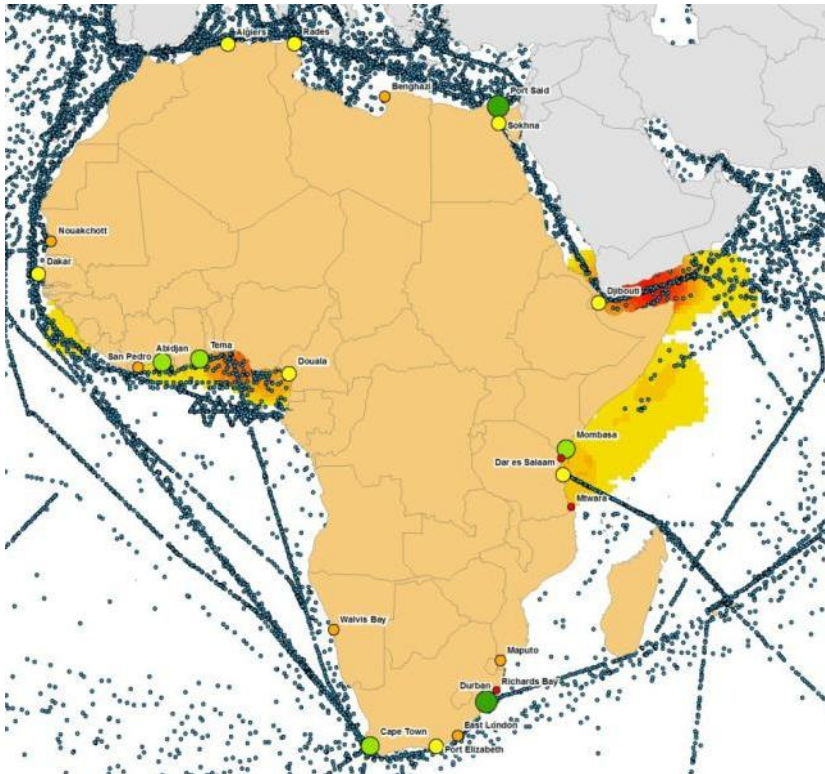 Algiers
Rades
Benghazi
Port Said
Sokhna
Nouakchott
Dakar
Djibouti
San Pedro
Abidjan
Tema
Douala
Mombasa
Dar es Salaam
Mtwara
Walvis Bay
Maputo
Richards Bay
Durban
East London
Cape Town
Port Elizabeth